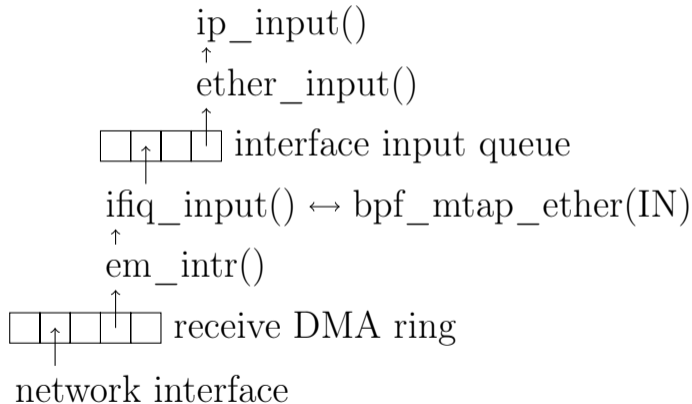 ip_input()
ether_input()
interface input queue
ifiq_input() ↔ bpf_mtap_ether(IN)
em_intr()
receive DMA ring
network interface